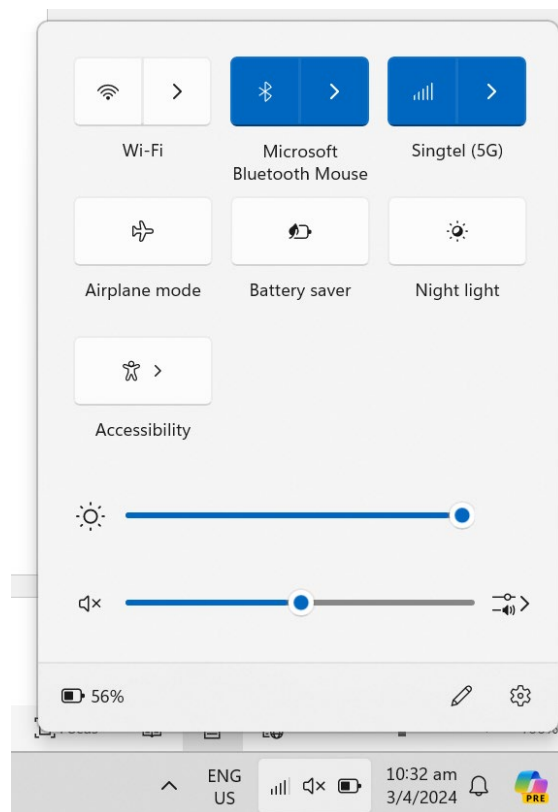 Wi-Fi
Microsoft
Bluetooth Mouse
Singtel (5G)
Airplane mode
Battery saver
Night light
Accessibility
56%
ENG
US
10:32 am
3/4/2024
PRE